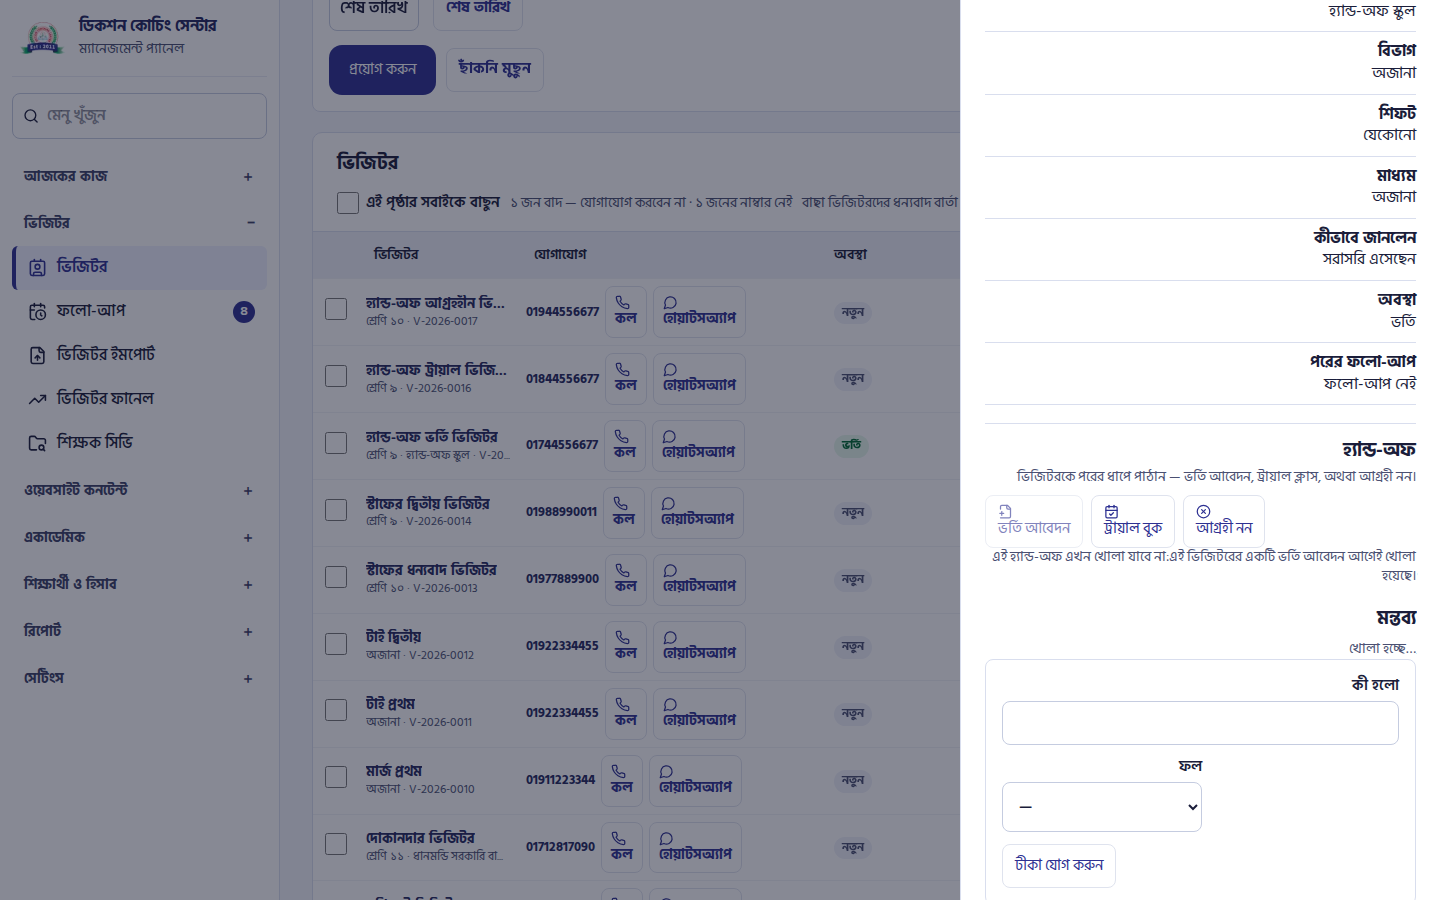 ডিকশন কোচিং সেন্টার
ম্যানেজমেন্ট প্যানেল
Est : 2011
মেনু খুঁজুন
আজকের কাজ +
ভিজিটর −
ভিজিটর
ফলো-আপ 8
ভিজিটর ইমপোর্ট
ভিজিটর ফানেল
শিক্ষক সিভি
ওয়েবসাইট কনটেন্ট +
একাডেমিক +
শিক্ষার্থী ও হিসাব +
রিপোর্ট +
সেটিংস +
শেষ তারিখ শেষ তারিখ
প্রয়োগ করুন ছাঁকনি মুছুন
ভিজিটর
এই পৃষ্ঠার সবাইকে বাছুন ১ জন বাদ — যোগাযোগ করবেন না · ১ জনের নাম্বার নেই বাছা ভিজিটরদের ধন্যবাদ বার্তা
ভিজিটর যোগাযোগ অবস্থা
হ্যান্ড-অফ আগ্রহহীন ভি...
শ্রেণি ১০ · V-2026-0017
01944556677 কল হোয়াটসঅ্যাপ নতুন
হ্যান্ড-অফ ট্রায়াল ভিজি...
শ্রেণি ৯ · V-2026-0016
01844556677 কল হোয়াটসঅ্যাপ নতুন
হ্যান্ড-অফ ভর্তি ভিজিটর
শ্রেণি ৯ · হ্যান্ড-অফ স্কুল · V-20...
01744556677 কল হোয়াটসঅ্যাপ ভর্তি
স্টাফের দ্বিতীয় ভিজিটর
শ্রেণি ৯ · V-2026-0014
01988990011 কল হোয়াটসঅ্যাপ নতুন
স্টাফের ধন্যবাদ ভিজিটর
শ্রেণি ১০ · V-2026-0013
01977889900 কল হোয়াটসঅ্যাপ নতুন
টাই দ্বিতীয়
অজানা · V-2026-0012
01922334455 কল হোয়াটসঅ্যাপ নতুন
টাই প্রথম
অজানা · V-2026-0011
01922334455 কল হোয়াটসঅ্যাপ নতুন
মার্জ প্রথম
অজানা · V-2026-0010
01911223344 কল হোয়াটসঅ্যাপ নতুন
দোকানদার ভিজিটর
শ্রেণি ১১ · ধানমন্ডি সরকারি বা...
01712817090 কল হোয়াটসঅ্যাপ নতুন
হ্যান্ড-অফ স্কুল
বিভাগ
অজানা
শিফট
যেকোনো
মাধ্যম
অজানা
কীভাবে জানলেন
সরাসরি এসেছেন
অবস্থা
ভর্তি
পরের ফলো-আপ
ফলো-আপ নেই
হ্যান্ড-অফ
ভিজিটরকে পরের ধাপে পাঠান — ভর্তি আবেদন, ট্রায়াল ক্লাস, অথবা আগ্রহী নন।
ভর্তি আবেদন ট্রায়াল বুক আগ্রহী নন
এই হ্যান্ড-অফ এখন খোলা যাবে না:এই ভিজিটরের একটি ভর্তি আবেদন আগেই খোলা
হয়েছে।
মন্তব্য
খোলা হচ্ছে...
কী হলো
ফল
—
টীকা যোগ করুন